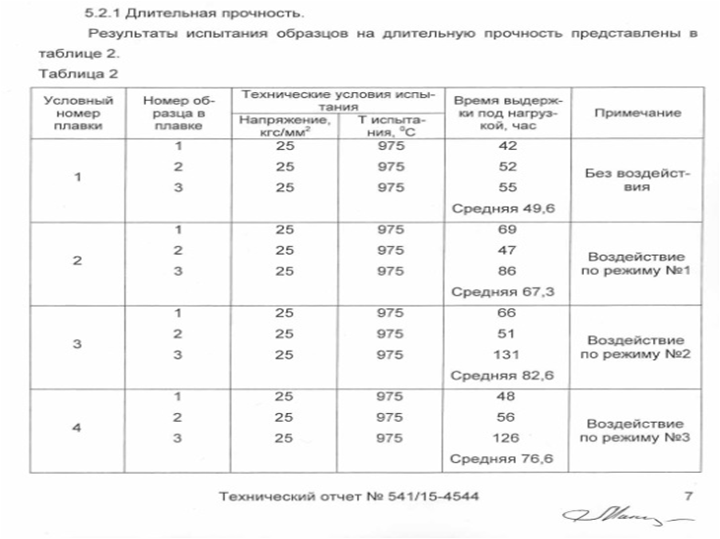 5.2.1 Длительная прочность.
Результаты испытания образцов на длительную прочность представлены в
таблице 2.
Таблица 2
Условный номер плавки | Номер об-разца в плавке | Технические условия испы-тания | Время выдерж-ки под нагруз-кой, час | Примечание
Напряжение, кгс/мм² | Т испыта-ния, ⁰С
1 | 1 | 25 | 975 | 42 | Без воздейст-вия
2 | 25 | 975 | 52
3 | 25 | 975 | 55
Средняя 49,6
2 | 1 | 25 | 975 | 69 | Воздействие по режиму №1
2 | 25 | 975 | 47
3 | 25 | 975 | 86
Средняя 67,3
3 | 1 | 25 | 975 | 66 | Воздействие по режиму №2
2 | 25 | 975 | 51
3 | 25 | 975 | 131
Средняя 82,6
4 | 1 | 25 | 975 | 48 | Воздействие по режиму №3
2 | 25 | 975 | 56
3 | 25 | 975 | 126
Средняя 76,6
Технический отчет № 541/15-4544 7